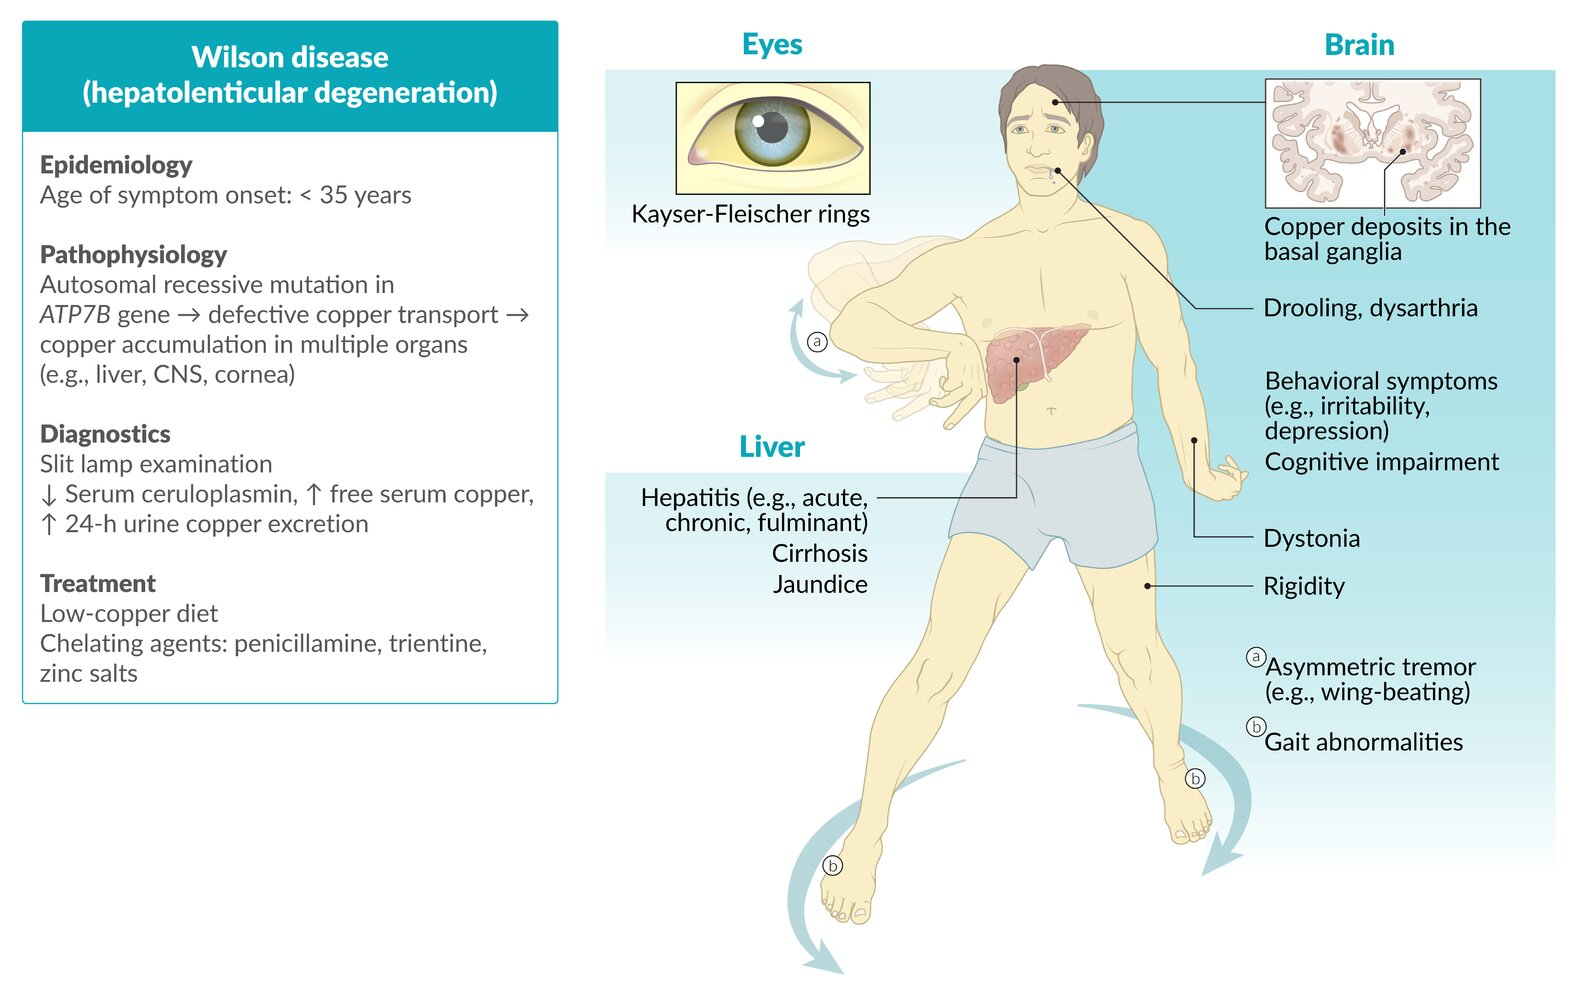 Wilson disease
(hepatolenticular degeneration)
Epidemiology
Age of symptom onset: < 35 years
Pathophysiology
Autosomal recessive mutation in
ATP7B gene → defective copper transport →
copper accumulation in multiple organs
(e.g., liver, CNS, cornea)
Diagnostics
Slit lamp examination
↓ Serum ceruloplasmin, ↑ free serum copper,
↑ 24-h urine copper excretion
Treatment
Low-copper diet
Chelating agents: penicillamine, trientine,
zinc salts
Eyes
Kayser-Fleischer rings
a
Liver
Hepatitis (e.g., acute,
chronic, fulminant)
Cirrhosis
Jaundice
b
b
Brain
Copper deposits in the
basal ganglia
Drooling, dysarthria
Behavioral symptoms
(e.g., irritability,
depression)
Cognitive impairment
Dystonia
Rigidity
a Asymmetric tremor
(e.g., wing-beating)
b Gait abnormalities